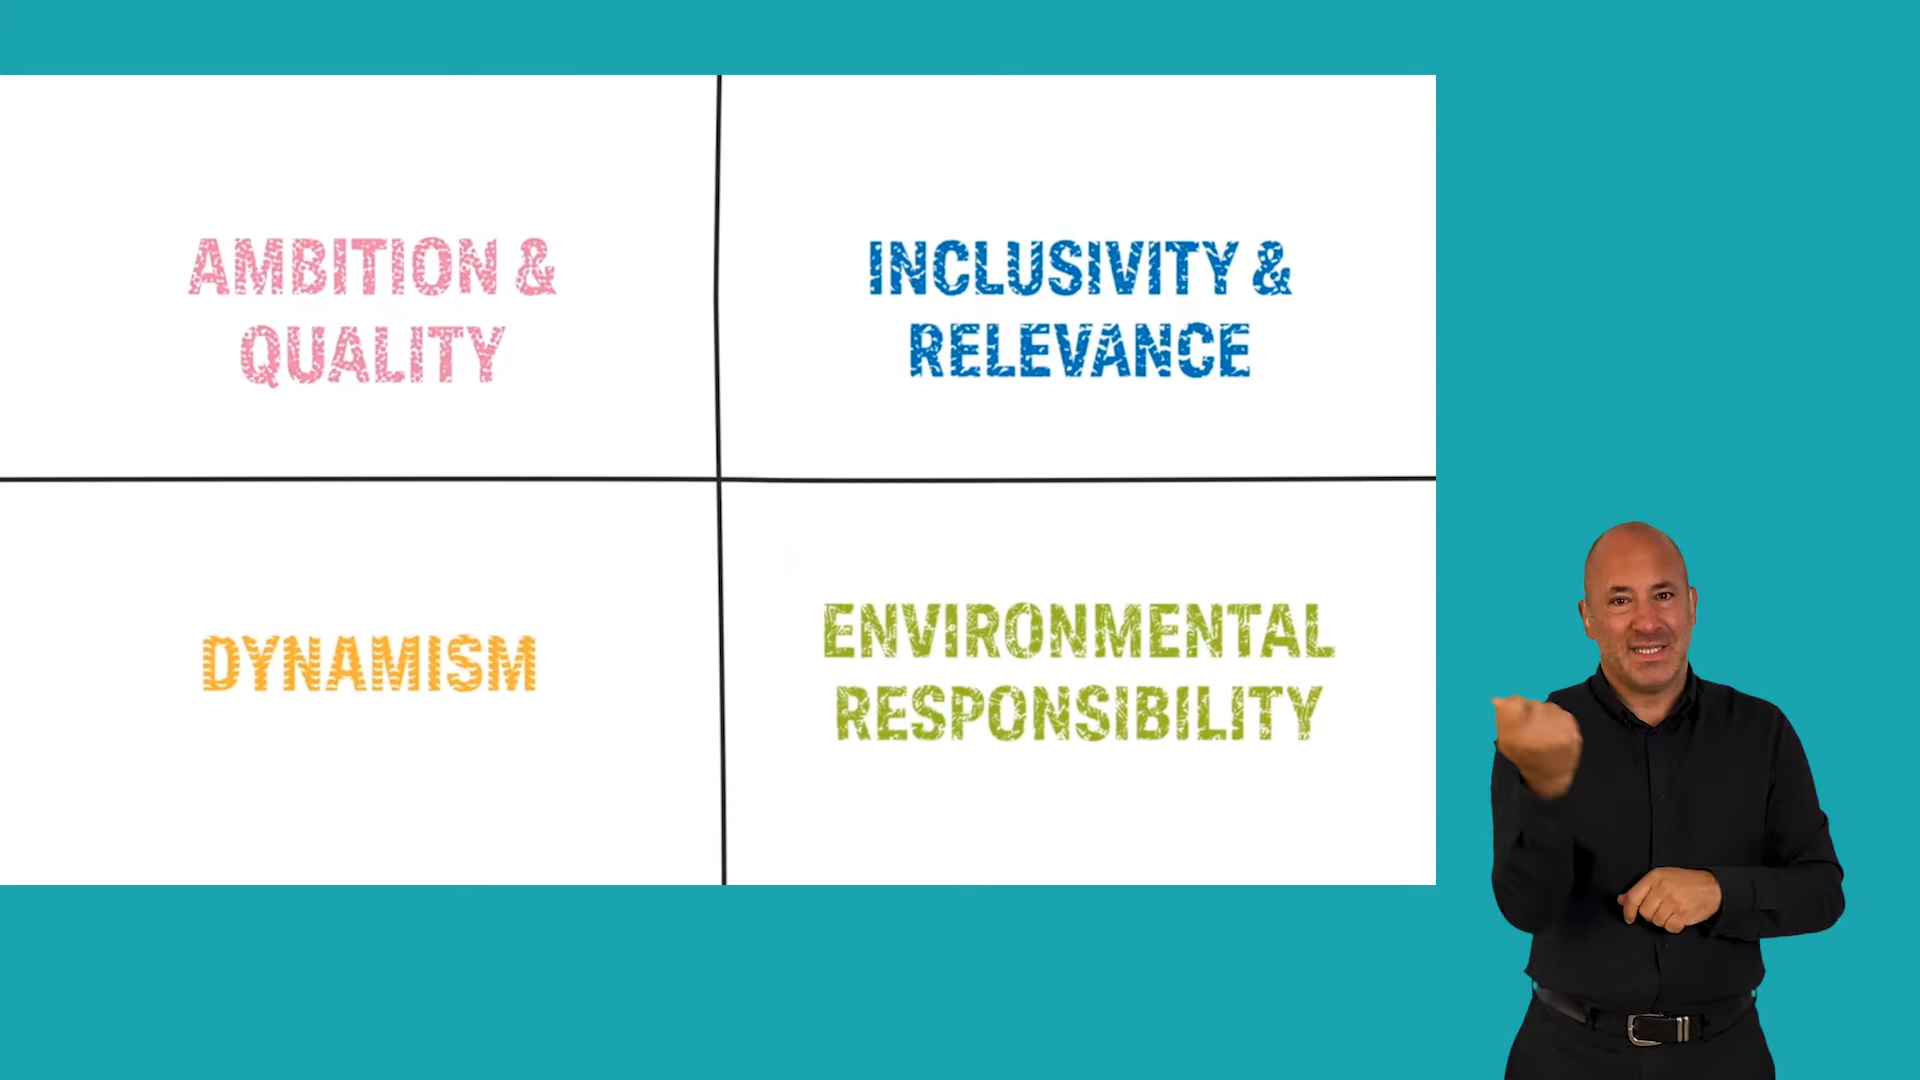 AMBITION &
QUALITY
INCLUSIVITY &
RELEVANCE
DYNAMISM
ENVIRONMENTAL
RESPONSIBILITY